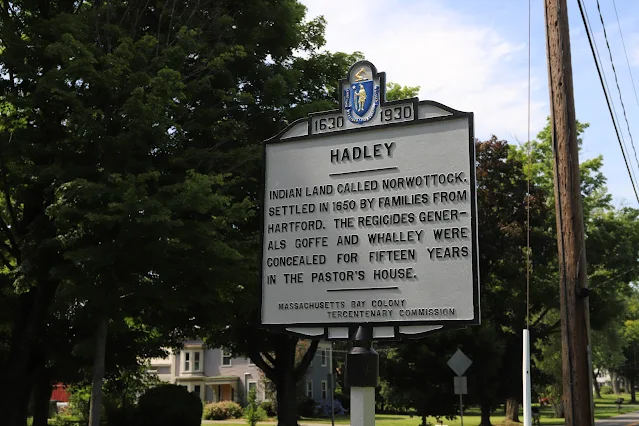 1630 1930
HADLEY
INDIAN LAND CALLED NORWOTTOCK.
SETTLED IN 1650 BY FAMILIES FROM
HARTFORD. THE REGICIDES GENER-
ALS GOFFE AND WHALLEY WERE
CONCEALED FOR FIFTEEN YEARS
IN THE PASTOR'S HOUSE.
MASSACHUSETTS BAY COLONY
TERCENTENARY COMMISSION